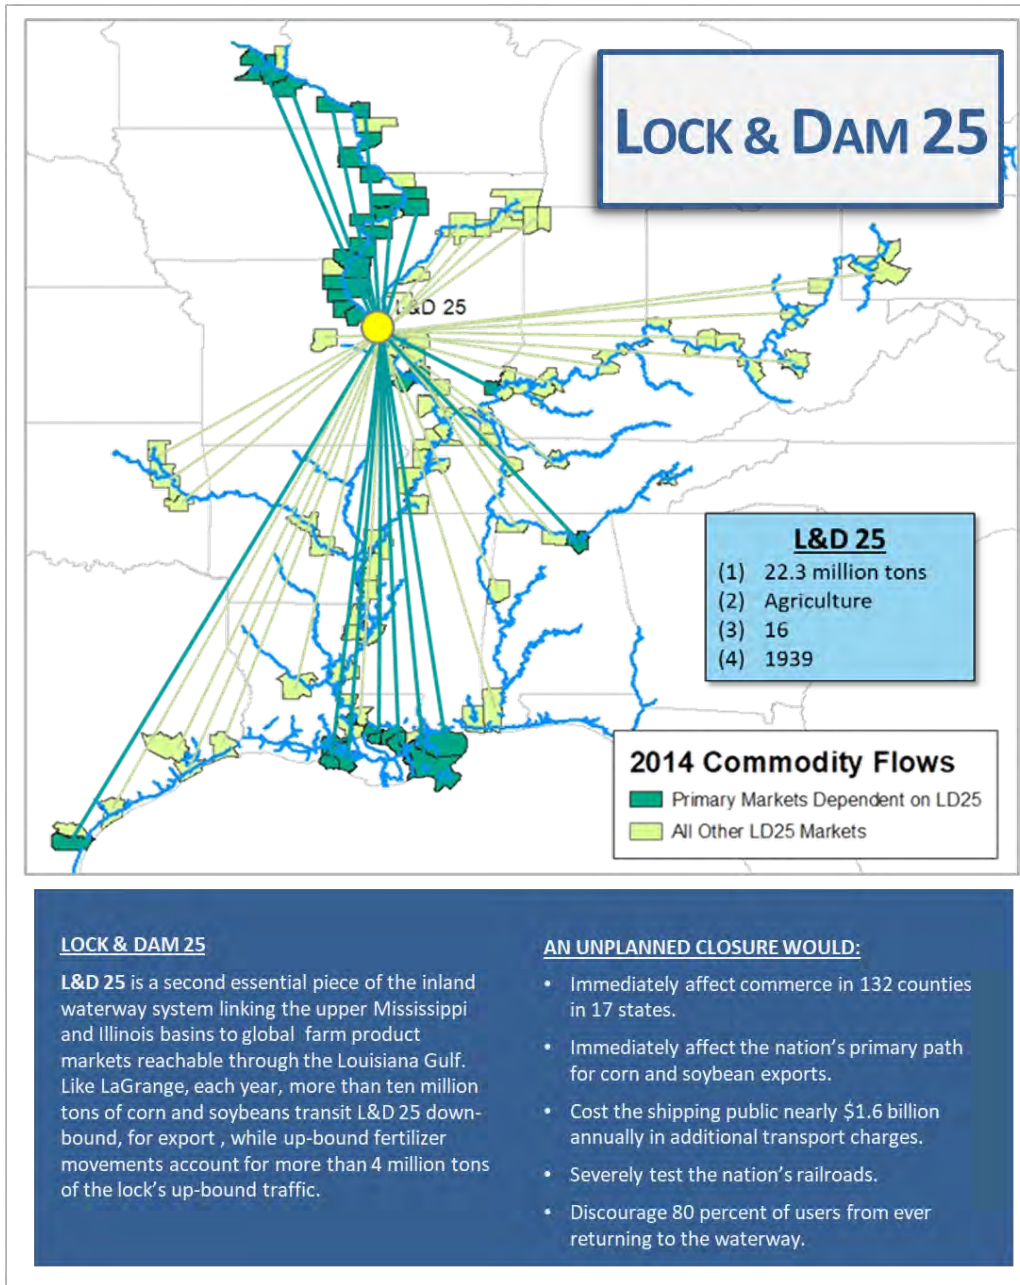 LOCK & DAM 25
L&D 25
L&D 25
(1) 22.3 million tons
(2) Agriculture
(3) 16
(4) 1939
2014 Commodity Flows
Primary Markets Dependent on LD25
All Other LD25 Markets
LOCK & DAM 25
L&D 25 is a second essential piece of the inland
waterway system linking the upper Mississippi
and Illinois basins to global farm product
markets reachable through the Louisiana Gulf.
Like LaGrange, each year, more than ten million
tons of corn and soybeans transit L&D 25 down-
bound, for export , while up-bound fertilizer
movements account for more than 4 million tons
of the lock's up-bound traffic.
AN UNPLANNED CLOSURE WOULD:
• Immediately affect commerce in 132 counties
in 17 states.
• Immediately affect the nation's primary path
for corn and soybean exports.
• Cost the shipping public nearly $1.6 billion
annually in additional transport charges.
• Severely test the nation's railroads.
• Discourage 80 percent of users from ever
returning to the waterway.